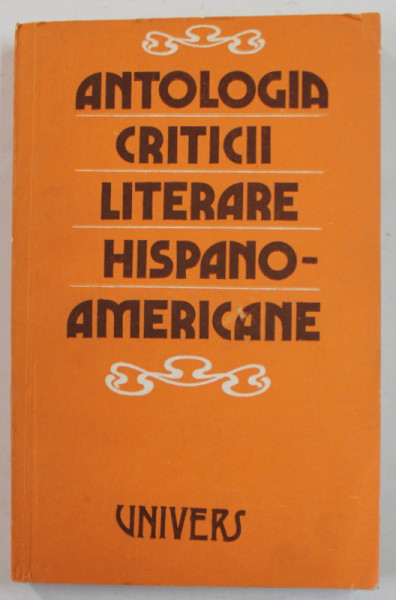 ANTOLOGIA
CRITICII
LITERARE
HISPANO-
AMERICANE
UNIVERS